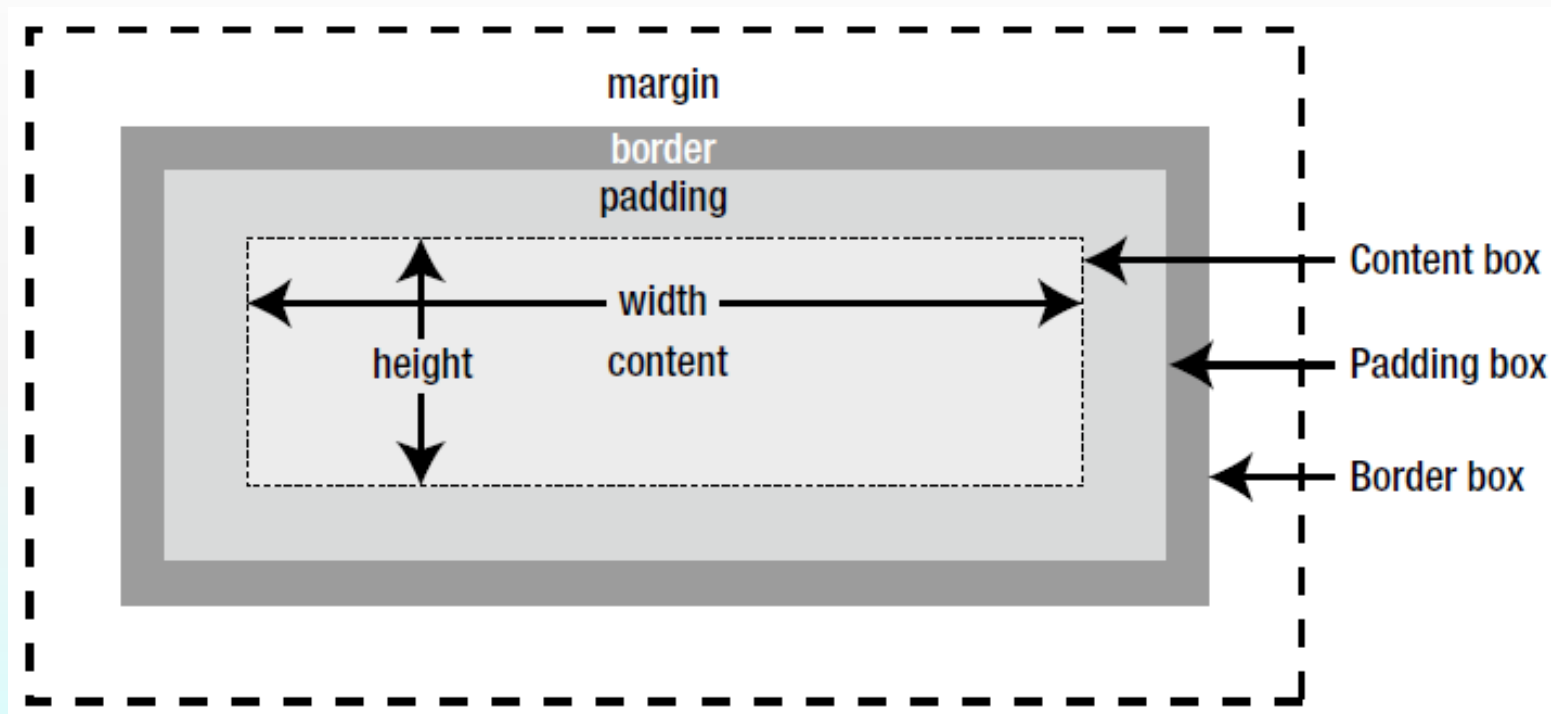 margin
border
padding
Content box
width
height
content
Padding box
Border box